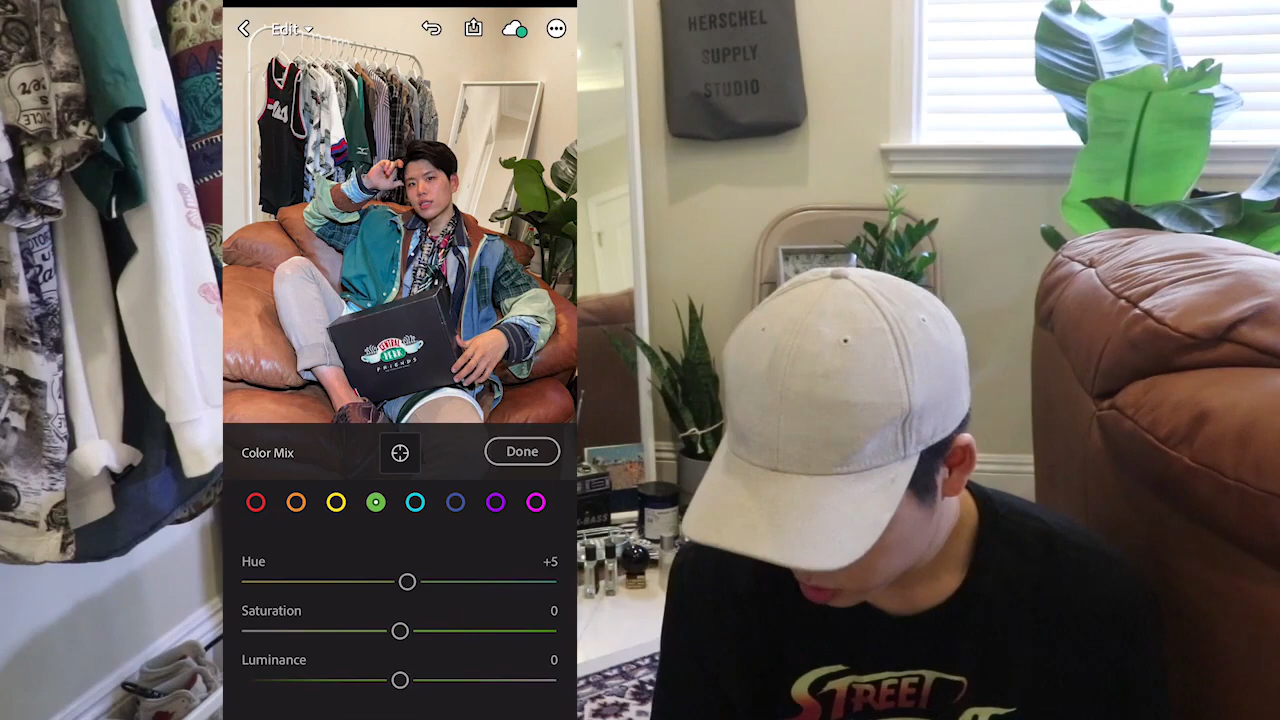 Edit
HERSCHEL
SUPPLY
STUDIO
CENTRAL
PERK
FRIENDS
Color Mix
Done
Hue
+5
Saturation
0
Luminance
0
STREET